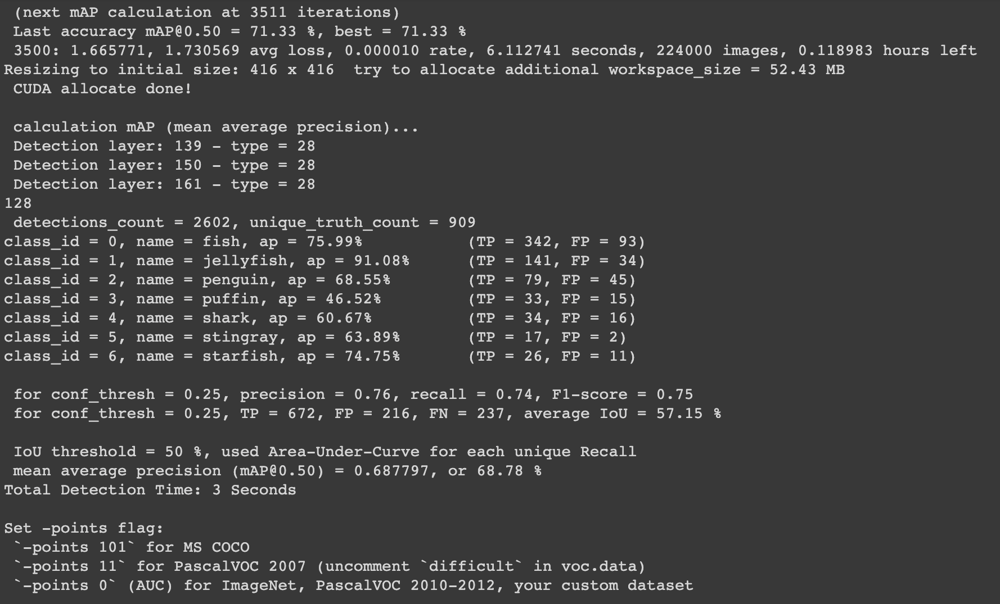 (next mAP calculation at 3511 iterations)
Last accuracy mAP@0.50 = 71.33 %, best = 71.33 %
3500: 1.665771, 1.730569 avg loss, 0.000010 rate, 6.112741 seconds, 224000 images, 0.118983 hours left
Resizing to initial size: 416 x 416  try to allocate additional workspace_size = 52.43 MB
CUDA allocate done!
calculation mAP (mean average precision)...
Detection layer: 139 - type = 28
Detection layer: 150 - type = 28
Detection layer: 161 - type = 28
128
detections_count = 2602, unique_truth_count = 909
class_id = 0, name = fish, ap = 75.99% (TP = 342, FP = 93)
class_id = 1, name = jellyfish, ap = 91.08% (TP = 141, FP = 34)
class_id = 2, name = penguin, ap = 68.55% (TP = 79, FP = 45)
class_id = 3, name = puffin, ap = 46.52% (TP = 33, FP = 15)
class_id = 4, name = shark, ap = 60.67% (TP = 34, FP = 16)
class_id = 5, name = stingray, ap = 63.89% (TP = 17, FP = 2)
class_id = 6, name = starfish, ap = 74.75% (TP = 26, FP = 11)
for conf_thresh = 0.25, precision = 0.76, recall = 0.74, F1-score = 0.75
for conf_thresh = 0.25, TP = 672, FP = 216, FN = 237, average IoU = 57.15 %
IoU threshold = 50 %, used Area-Under-Curve for each unique Recall
mean average precision (mAP@0.50) = 0.687797, or 68.78 %
Total Detection Time: 3 Seconds
Set -points flag:
`-points 101` for MS COCO
`-points 11` for PascalVOC 2007 (uncomment `difficult` in voc.data)
`-points 0` (AUC) for ImageNet, PascalVOC 2010-2012, your custom dataset